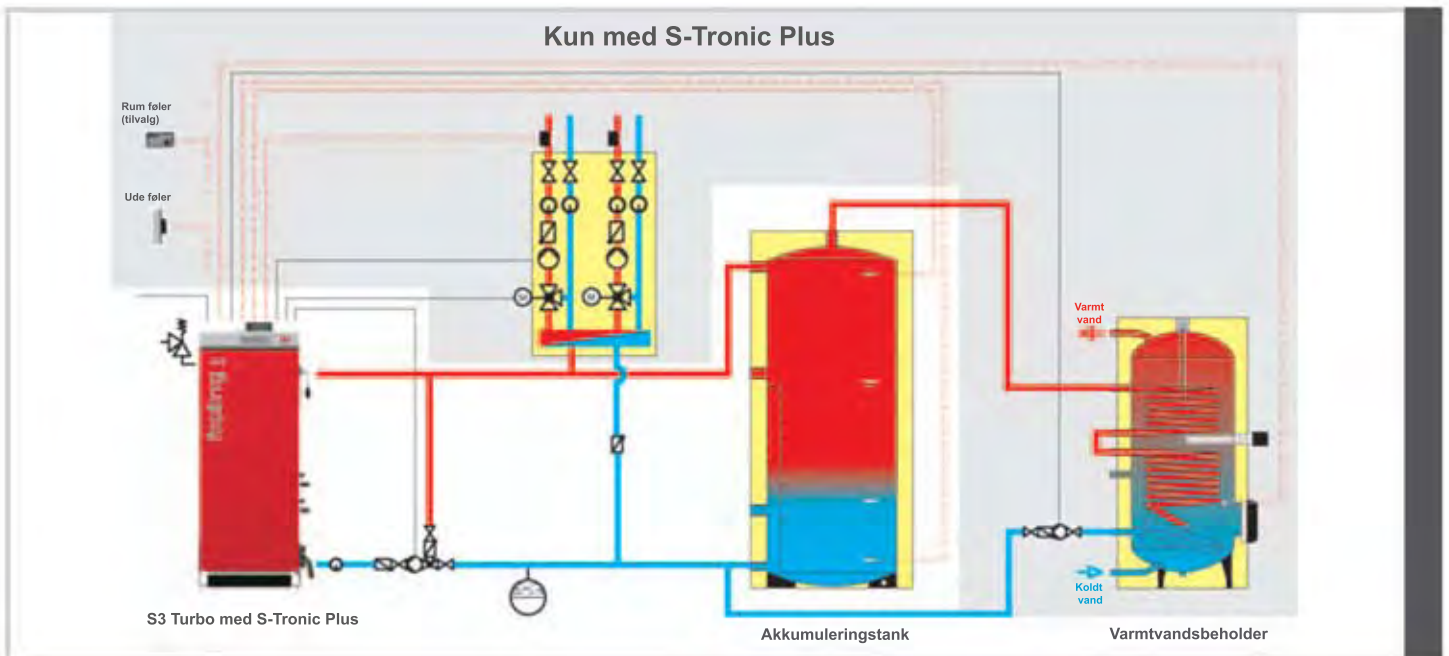 Kun med S-Tronic Plus
Rum føler
(tilvalg)
Ude føler
Varmt
vand
Koldt
vand
S3 Turbo med S-Tronic Plus
Akkumuleringstank
Varmtvandsbeholder